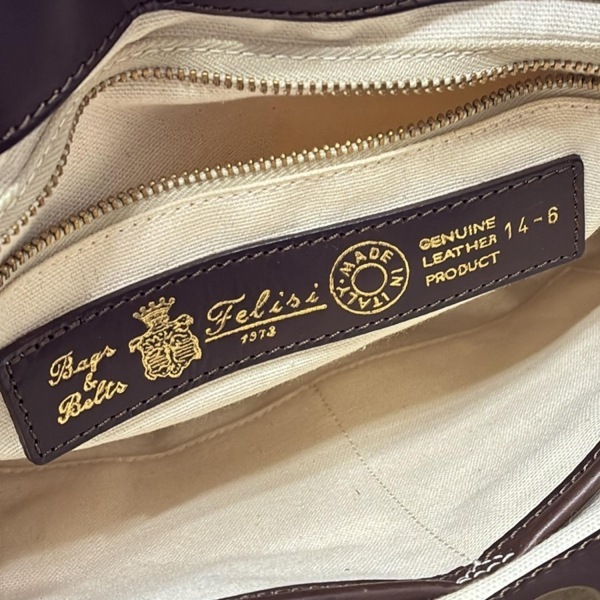 Bags
&
Belts
Felisi
1973
MADE IN ITALY
GENUINE
LEATHER
PRODUCT
14-6